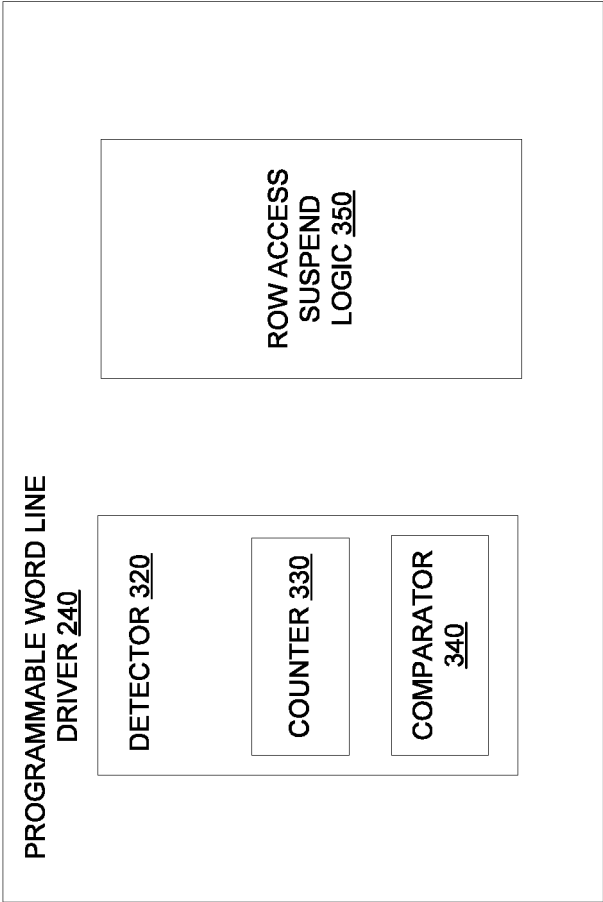 PROGRAMMABLE WORD LINE
DRIVER 240
DETECTOR 320
COUNTER 330
COMPARATOR
340
ROW ACCESS
SUSPEND
LOGIC 350